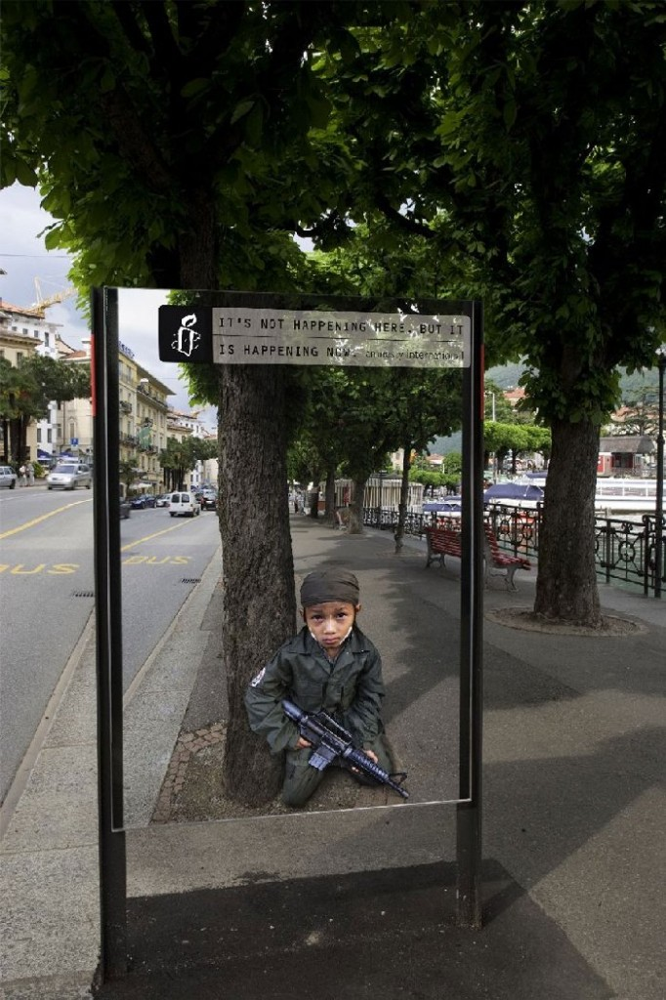 IT'S NOT HAPPENING HERE. BUT IT
IS HAPPENING NOW. amnesty international
BUS
BUS